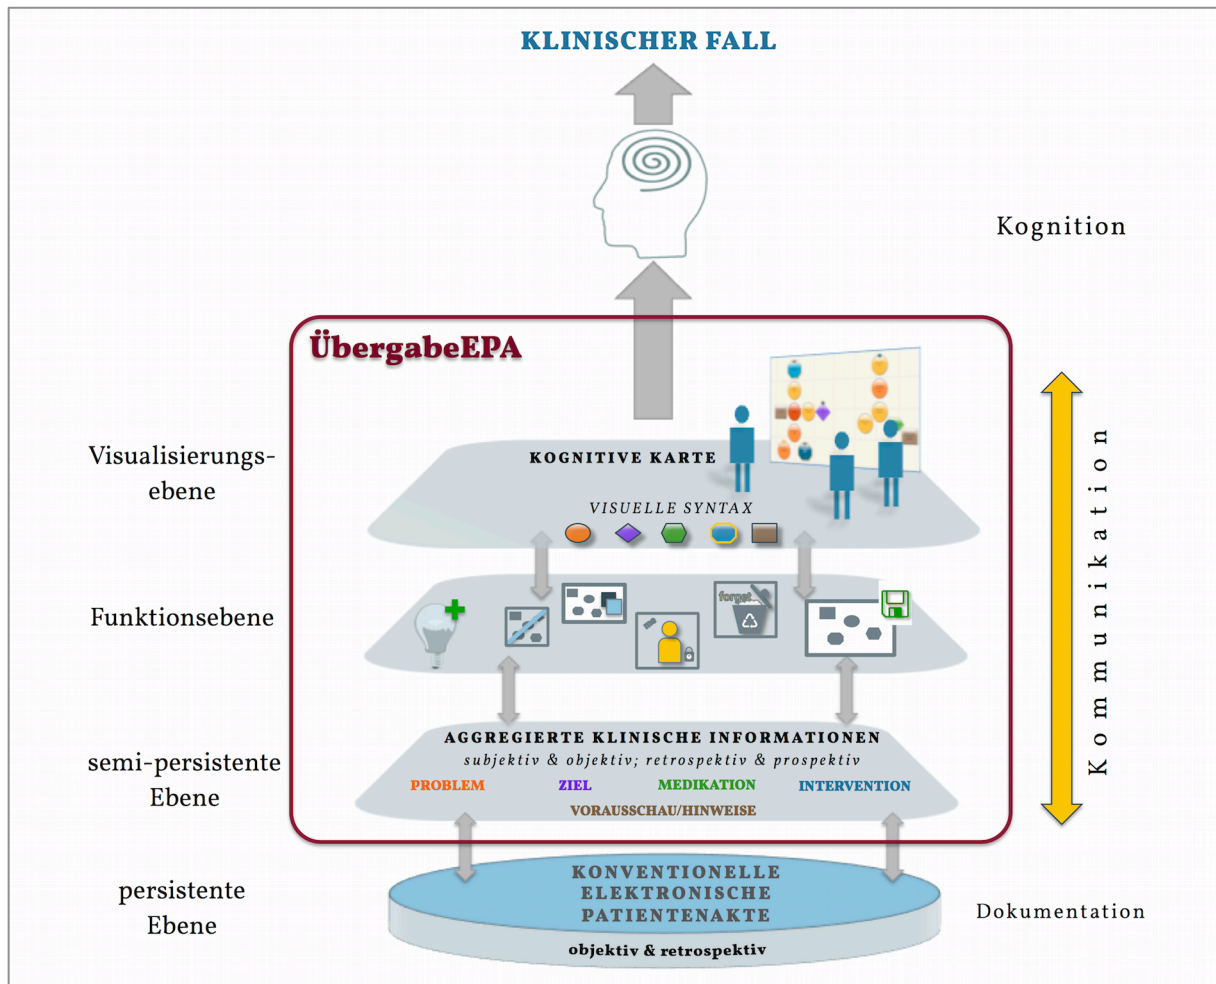 KLINISCHER FALL
Kognition
ÜbergabeEPA
Visualisierungs-
ebene
KOGNITIVE KARTE
VISUELLE SYNTAX
Kommunikation
Funktionsebene
forget...
semi-persistente
Ebene
AGGREGIERTE KLINISCHE INFORMATIONEN
subjektiv & objektiv; retrospektiv & prospektiv
PROBLEM ZIEL MEDIKATION INTERVENTION
VORAUSSCHAU/HINWEISE
persistente
Ebene
KONVENTIONELLE
ELEKTRONISCHE
PATIENTENAKTE
objektiv & retrospektiv
Dokumentation